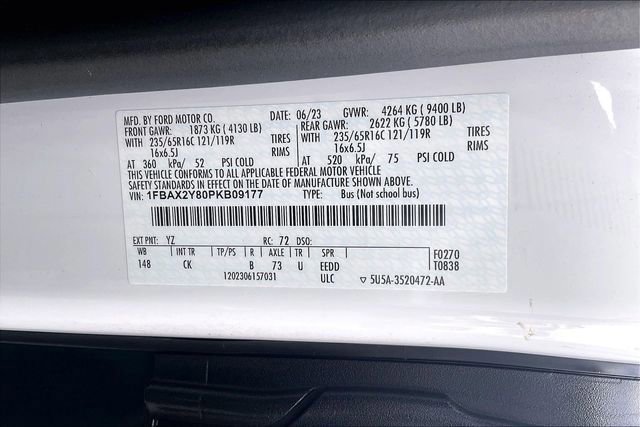 MFD. BY FORD MOTOR CO. DATE: 06/23 GVWR: 4264 KG (9400 LB)
FRONT GAWR: 1873 KG (4130 LB) REAR GAWR: 2622 KG (5780 LB)
WITH 235/65R16C 121/119R TIRES WITH 235/65R16C 121/119R TIRES
16x6.5J RIMS 16x6.5J RIMS
AT 360 kPa/ 52 PSI COLD AT 520 kPa/ 75 PSI COLD
THIS VEHICLE CONFORMS TO ALL APPLICABLE FEDERAL MOTOR VEHICLE
SAFETY STANDARDS IN EFFECT ON THE DATE OF MANUFACTURE SHOWN ABOVE.
VIN: 1FBAX2Y80PKB09177 TYPE: Bus (Not school bus)
EXT PNT: YZ RC: 72 DSO:
WB INT TR TP/PS R AXLE TR SPR F0270
148 CK B 73 U EEDD T0838
1202306157031 ULC ▽ 5U5A-3520472-AA